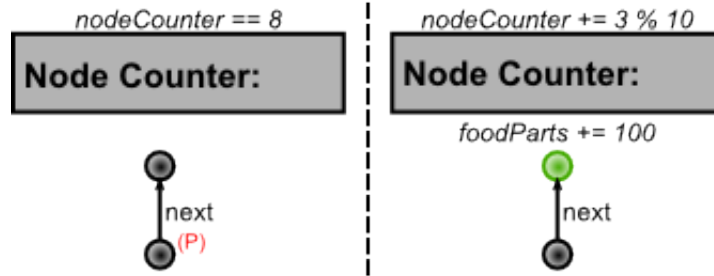 nodeCounter == 8
Node Counter:
next
(P)
nodeCounter += 3 % 10
Node Counter:
foodParts += 100
next